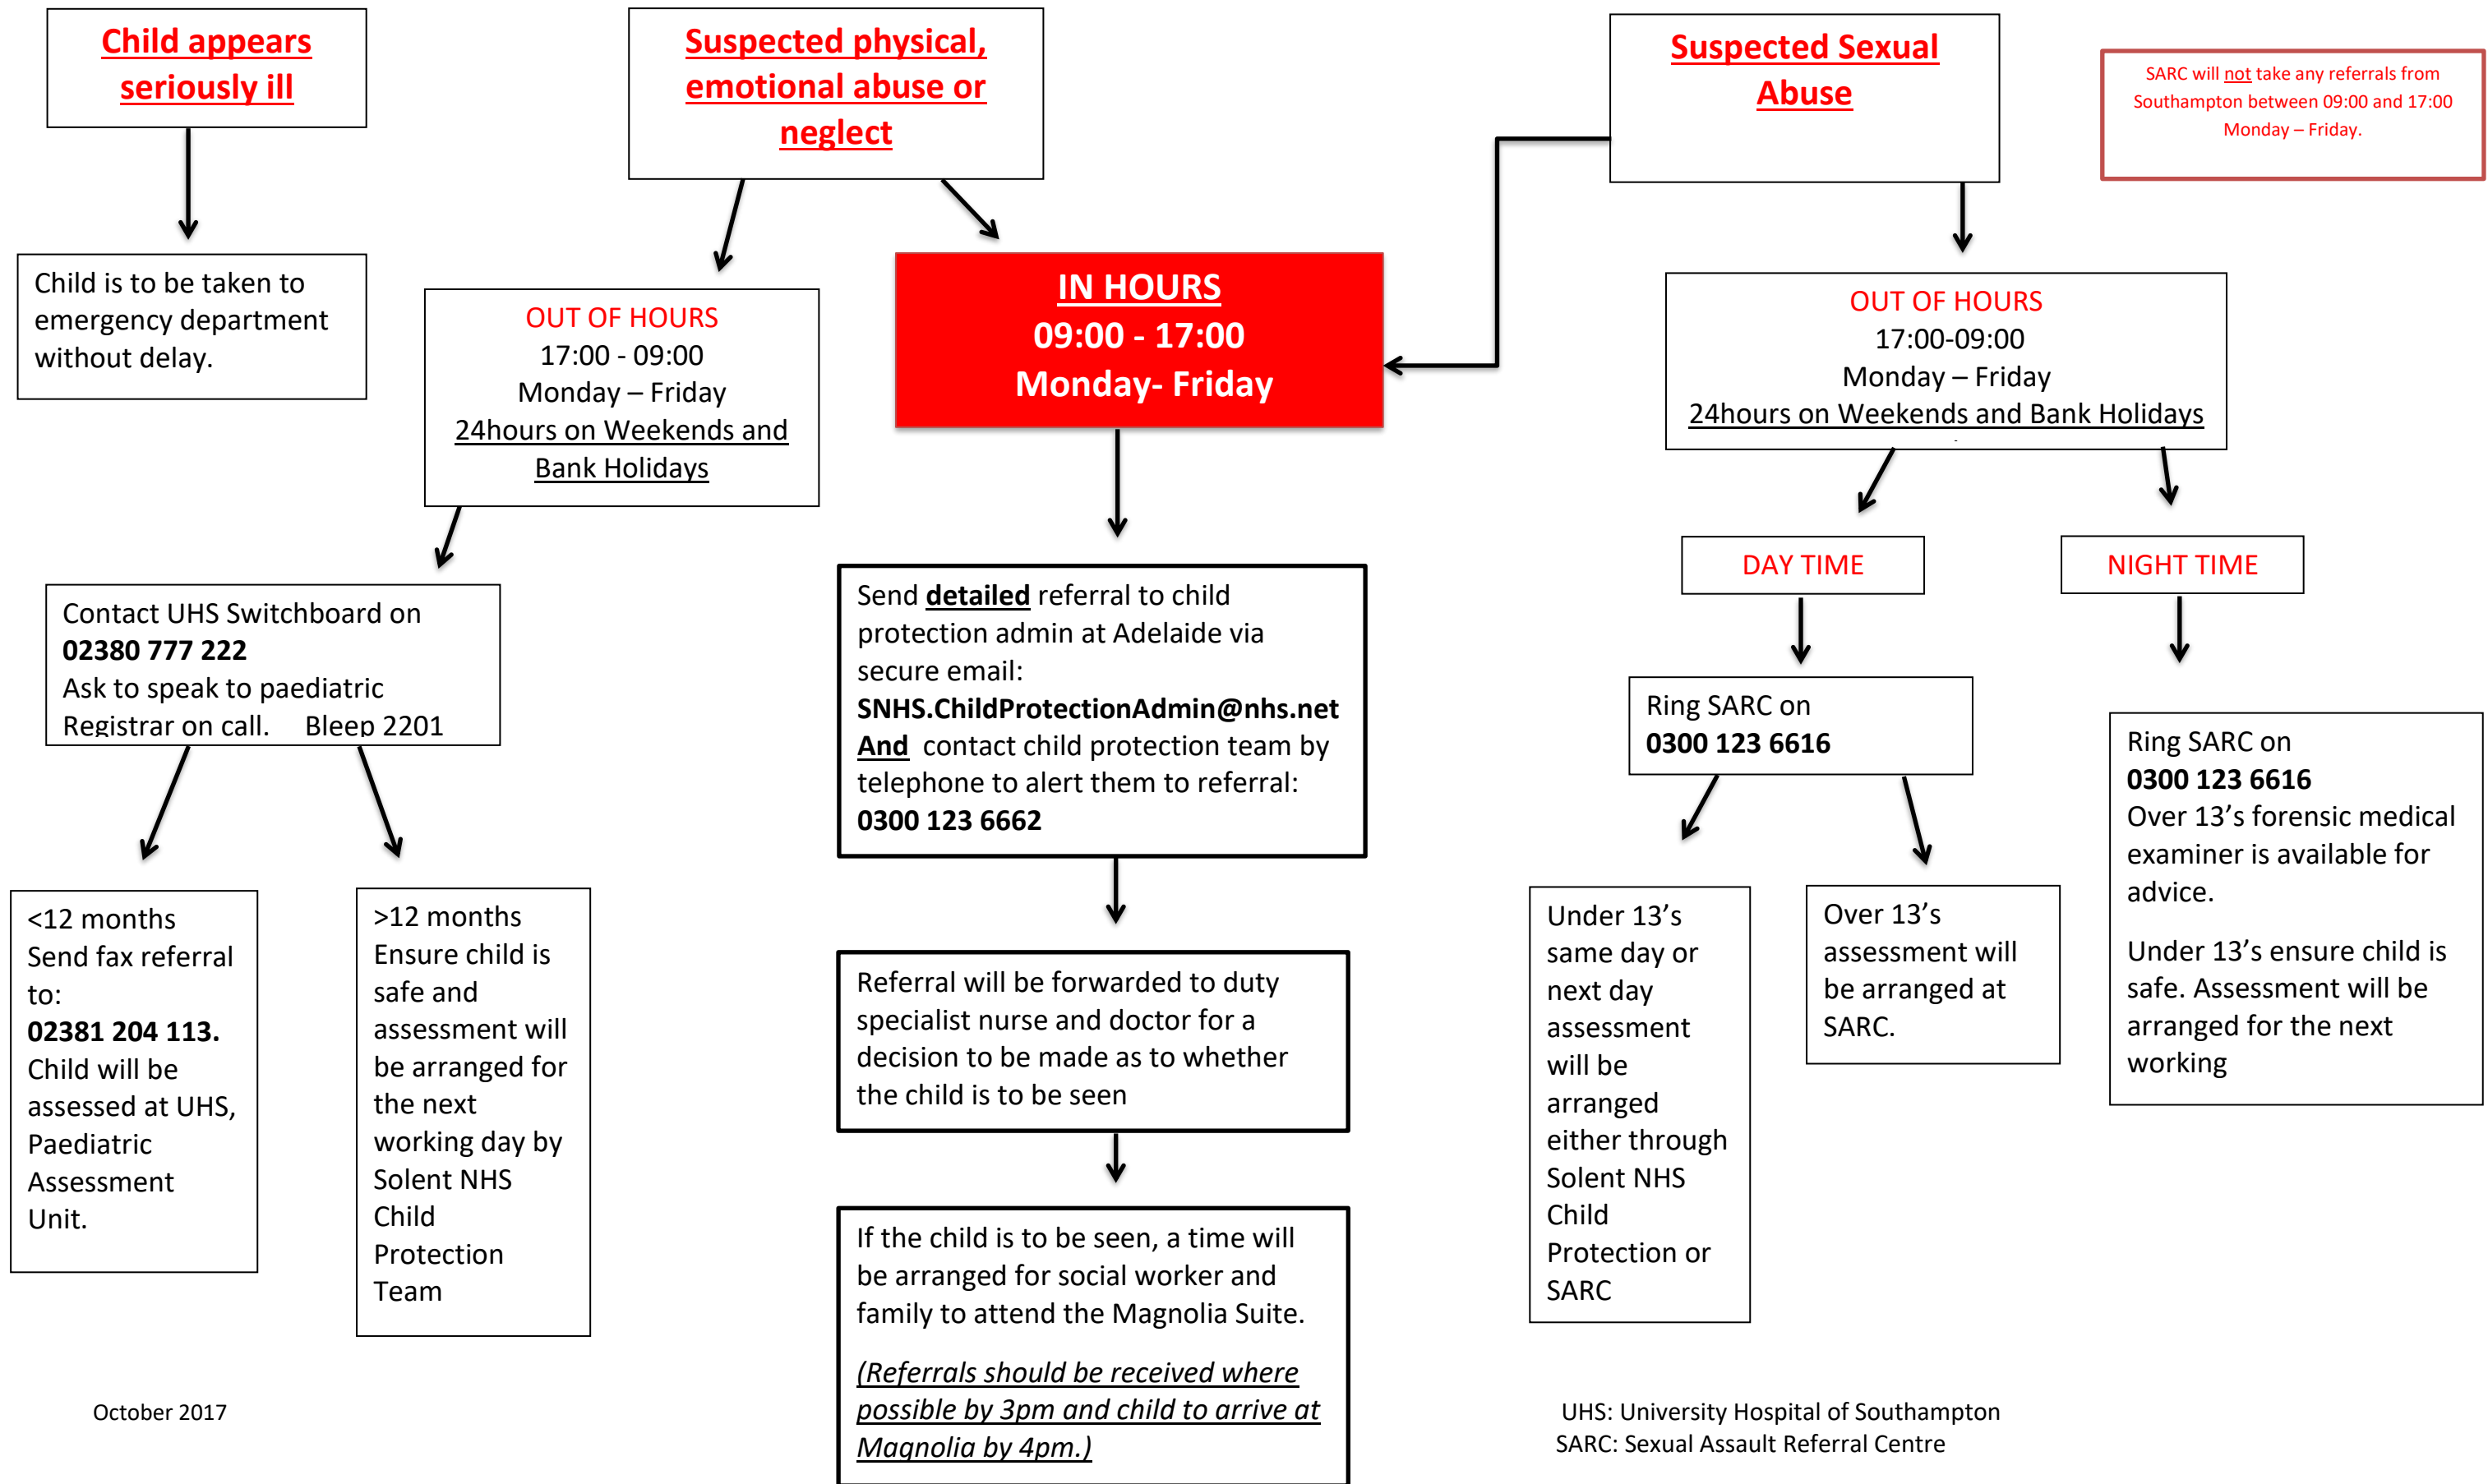 Child appears
seriously ill
Suspected physical,
emotional abuse or
neglect
Suspected Sexual
Abuse
SARC will not take any referrals from
Southampton between 09:00 and 17:00
Monday – Friday.
Child is to be taken to
emergency department
without delay.
OUT OF HOURS
17:00 - 09:00
Monday – Friday
24hours on Weekends and
Bank Holidays
IN HOURS
09:00 - 17:00
Monday- Friday
OUT OF HOURS
17:00-09:00
Monday – Friday
24hours on Weekends and Bank Holidays
Contact UHS Switchboard on
02380 777 222
Ask to speak to paediatric
Registrar on call. Bleep 2201
<12 months
Send fax referral
to:
02381 204 113.
Child will be
assessed at UHS,
Paediatric
Assessment
Unit.
>12 months
Ensure child is
safe and
assessment will
be arranged for
the next
working day by
Solent NHS
Child
Protection
Team
Send detailed referral to child
protection admin at Adelaide via
secure email:
SNHS.ChildProtectionAdmin@nhs.net
And contact child protection team by
telephone to alert them to referral:
0300 123 6662
Referral will be forwarded to duty
specialist nurse and doctor for a
decision to be made as to whether
the child is to be seen
If the child is to be seen, a time will
be arranged for social worker and
family to attend the Magnolia Suite.
(Referrals should be received where
possible by 3pm and child to arrive at
Magnolia by 4pm.)
DAY TIME
Ring SARC on
0300 123 6616
Under 13’s
same day or
next day
assessment
will be
arranged
either through
Solent NHS
Child
Protection or
SARC
Over 13’s
assessment will
be arranged at
SARC.
NIGHT TIME
Ring SARC on
0300 123 6616
Over 13’s forensic medical
examiner is available for
advice.
Under 13’s ensure child is
safe. Assessment will be
arranged for the next
working
October 2017
UHS: University Hospital of Southampton
SARC: Sexual Assault Referral Centre